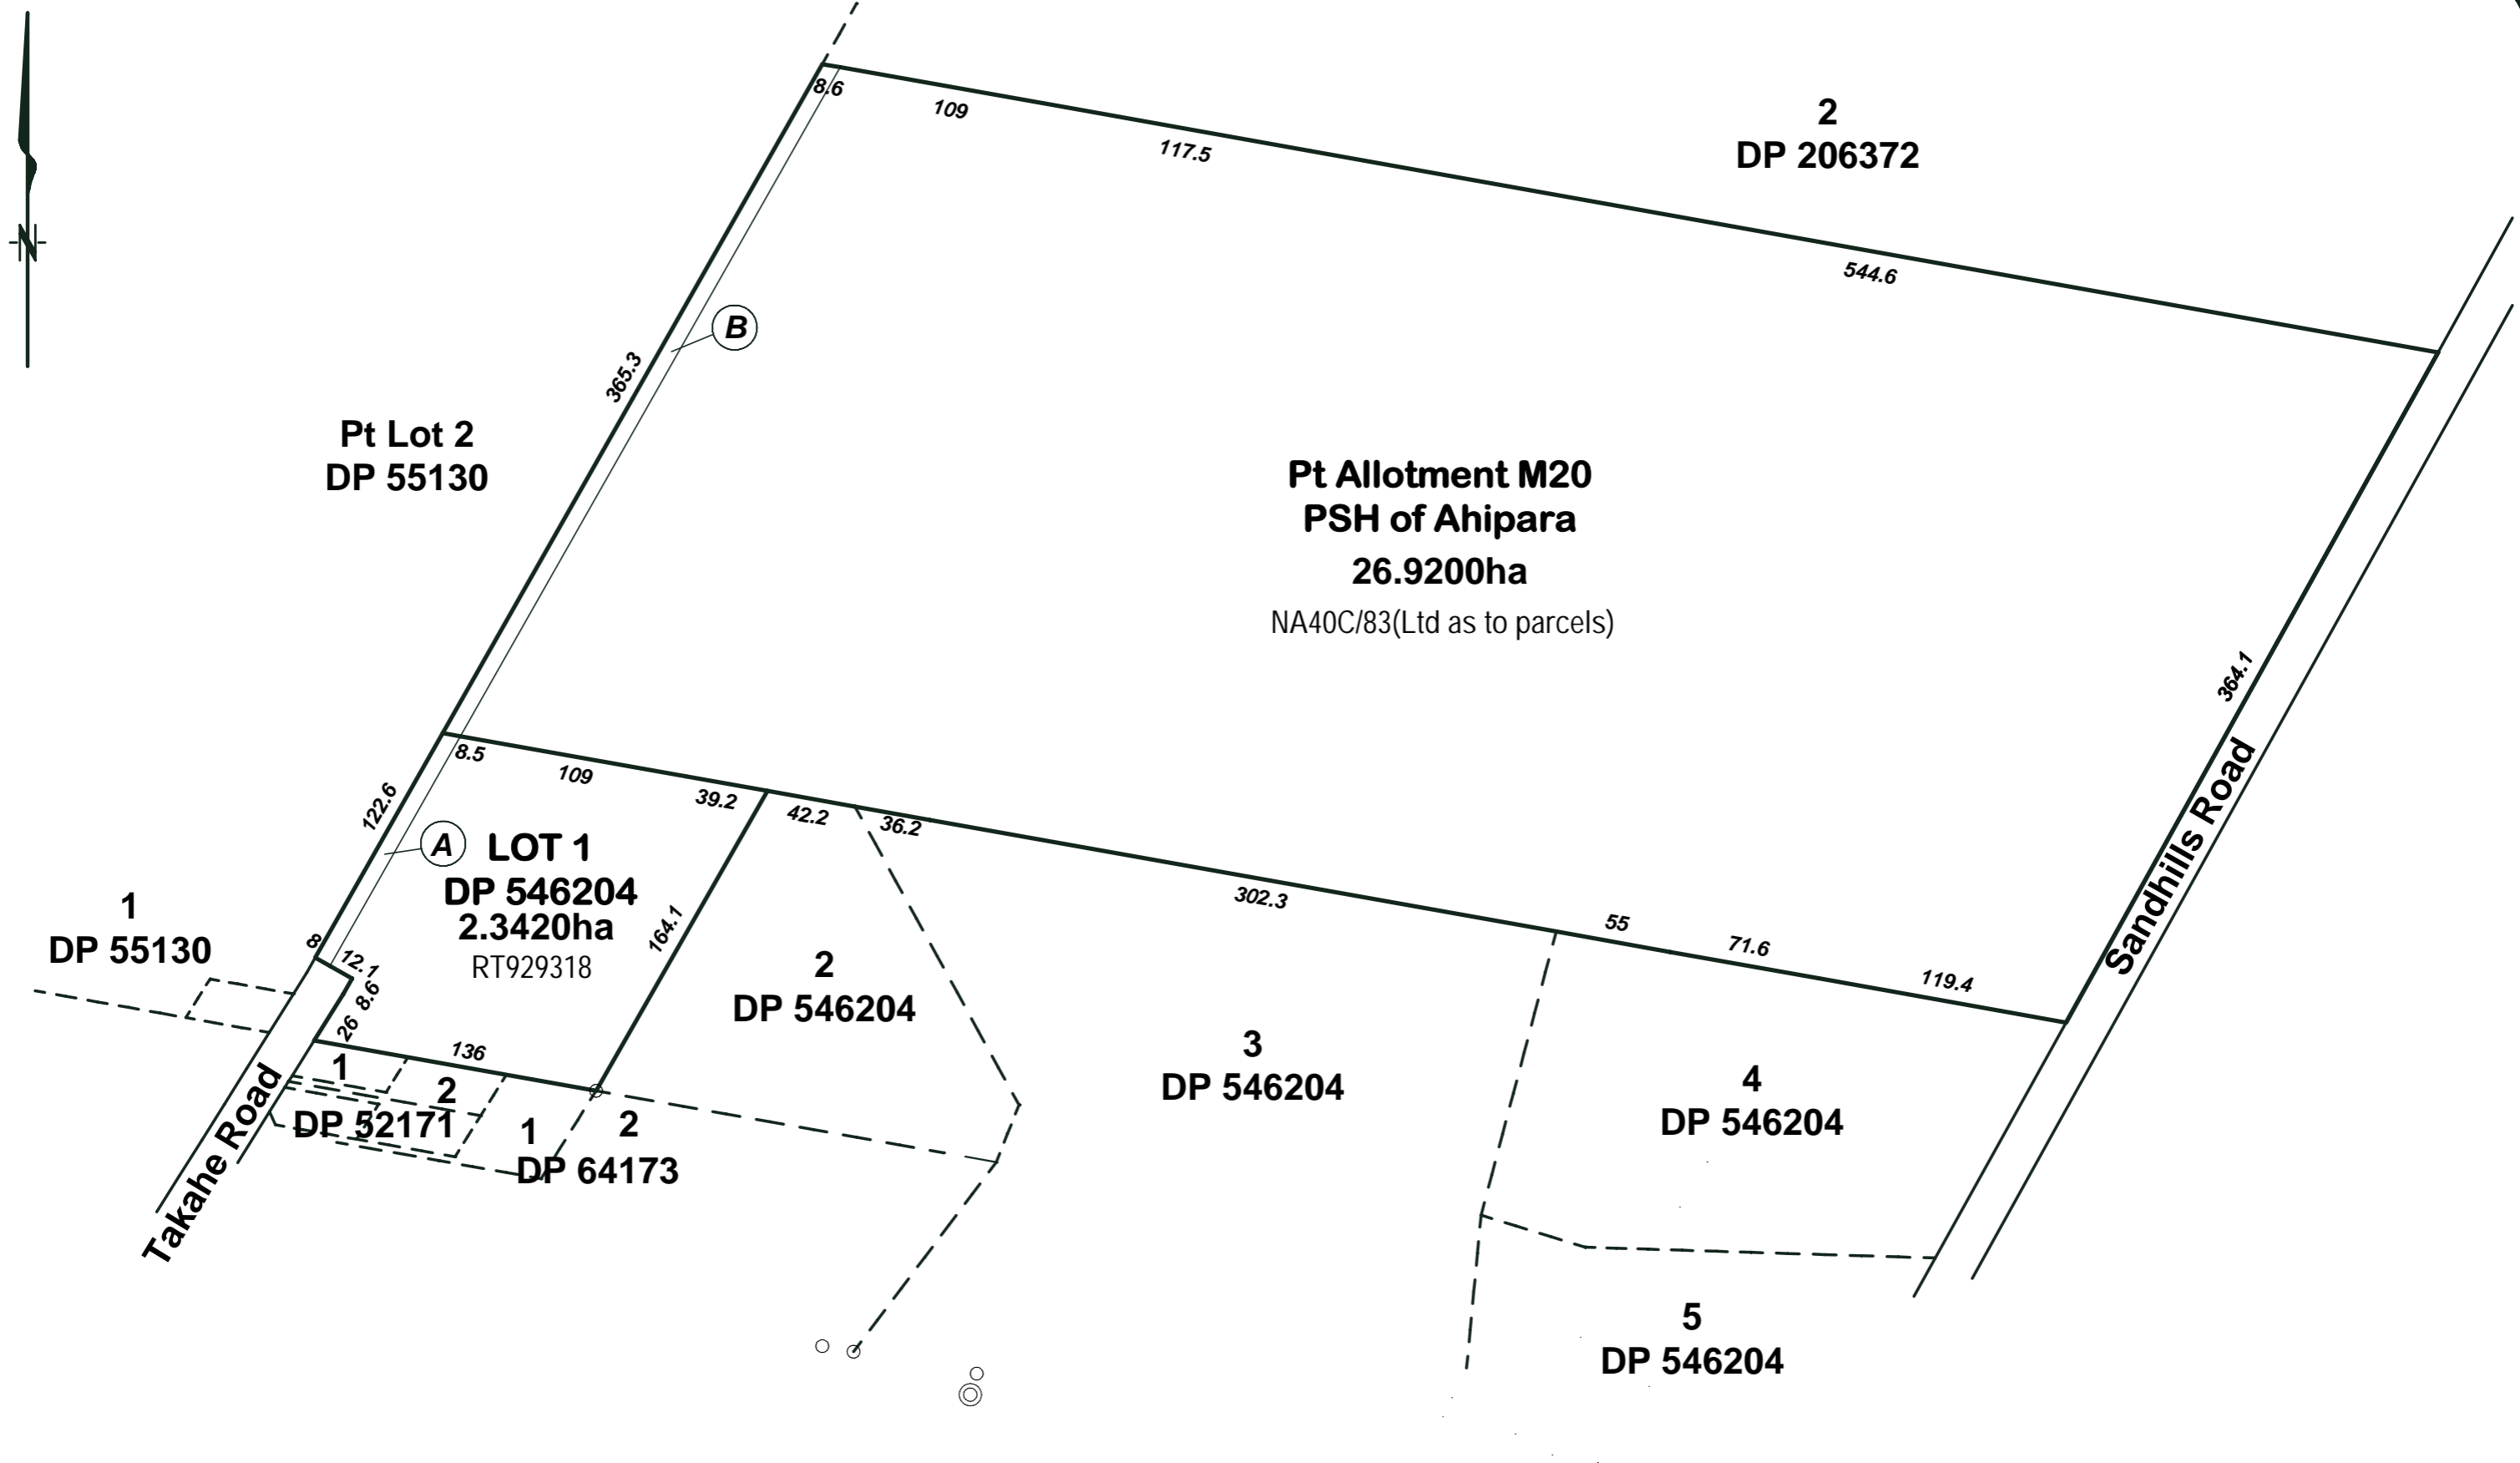 8.6
109
117.5
544.6
2
DP 206372
N
B
365.3
Pt Lot 2
DP 55130
Pt Allotment M20
PSH of Ahipara
26.9200ha
NA40C/83(Ltd as to parcels)
364.1
Sandhills Road
8.5
109
39.2
42.2
36.2
302.3
55
71.6
119.4
122.6
A
LOT 1
DP 546204
2.3420ha
RT929318
164.1
1
DP 55130
8
12.1
8.6
26
136
2
DP 546204
3
DP 546204
4
DP 546204
5
DP 546204
1
2
DP 52171
1
2
DP 64173
Takahe Road